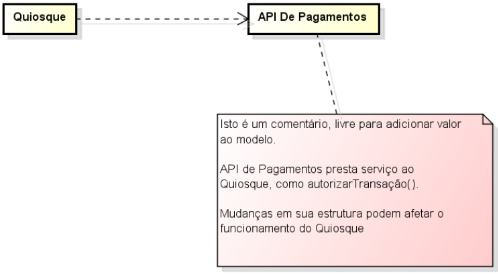 Quiosque
API De Pagamentos
Isto é um comentário, livre para adicionar valor
ao modelo.
API de Pagamentos presta serviço ao
Quiosque, como autorizarTransação().
Mudanças em sua estrutura podem afetar o
funcionamento do Quiosque